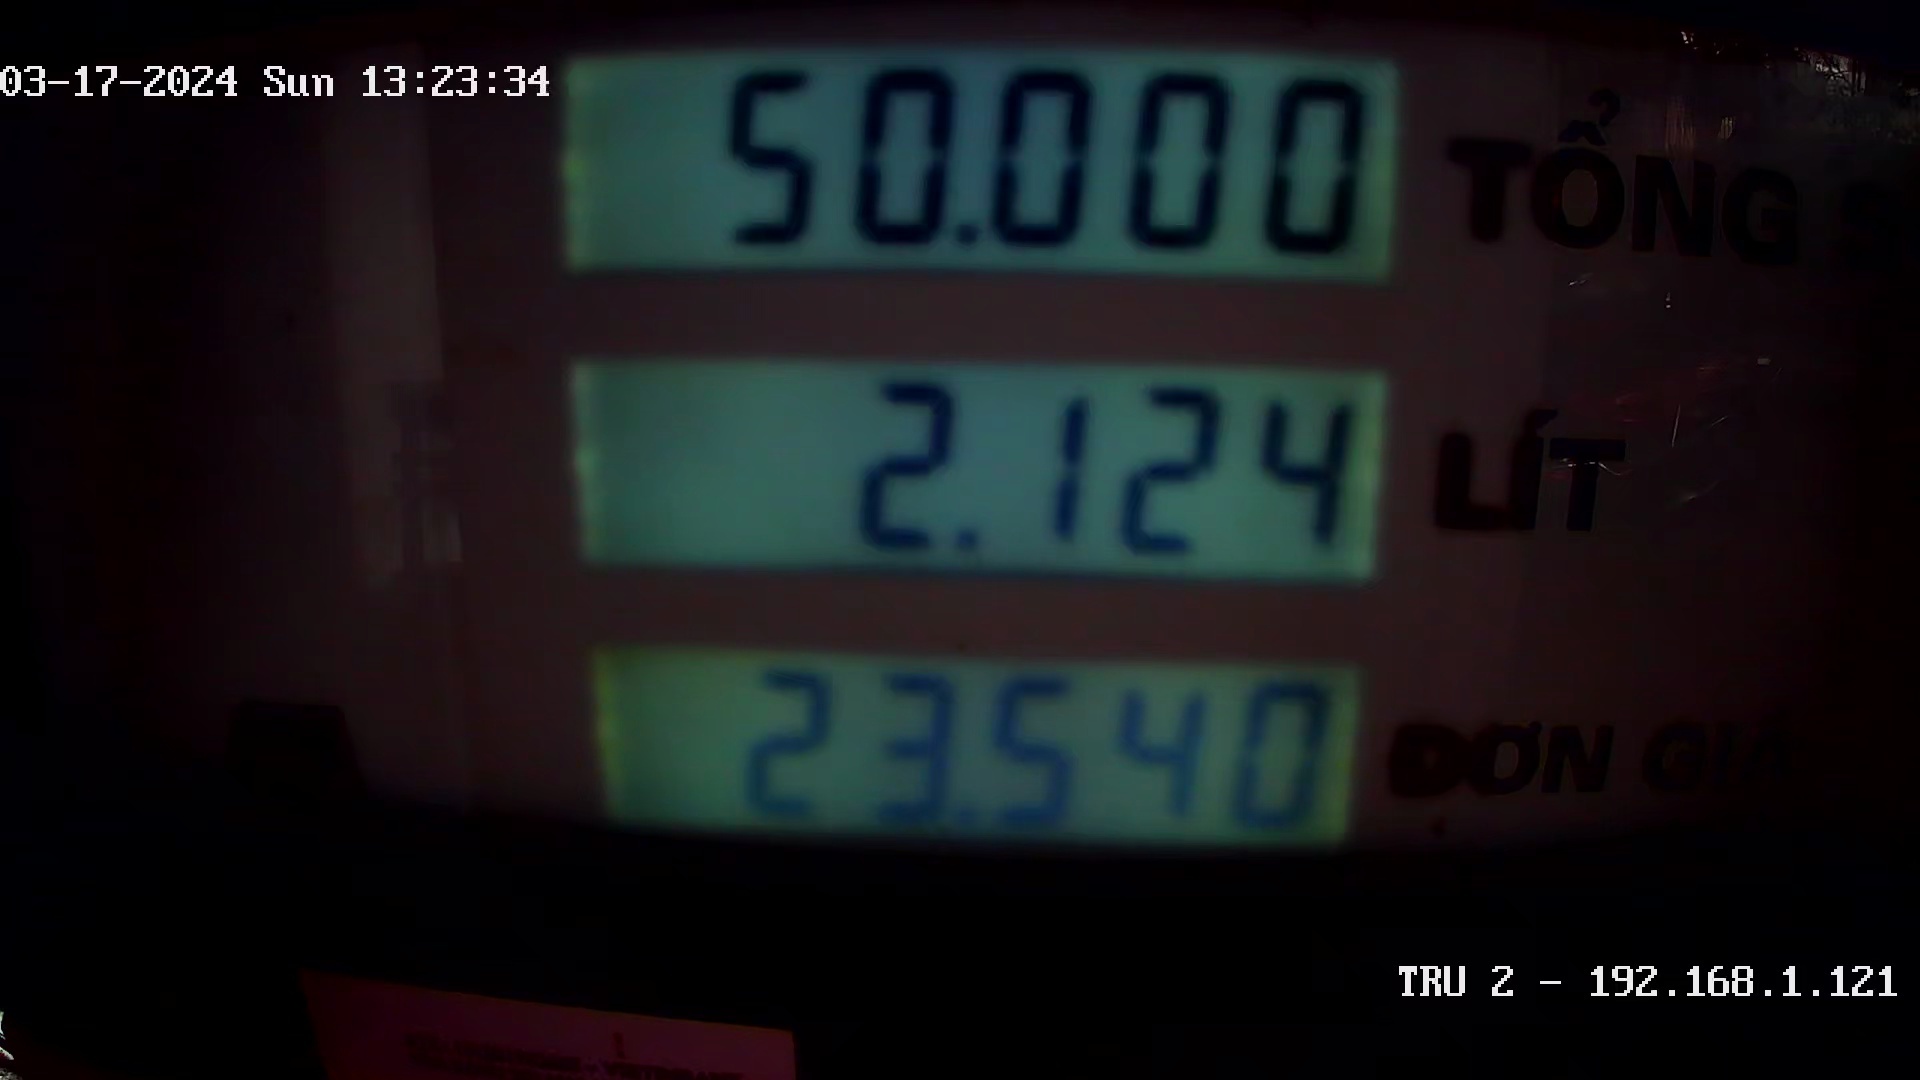 03-17-2024 Sun 13:23:34
50.000 TỔNG
2.124 LÍT
23.540 ĐƠN GIÁ
TRU 2 - 192.168.1.121